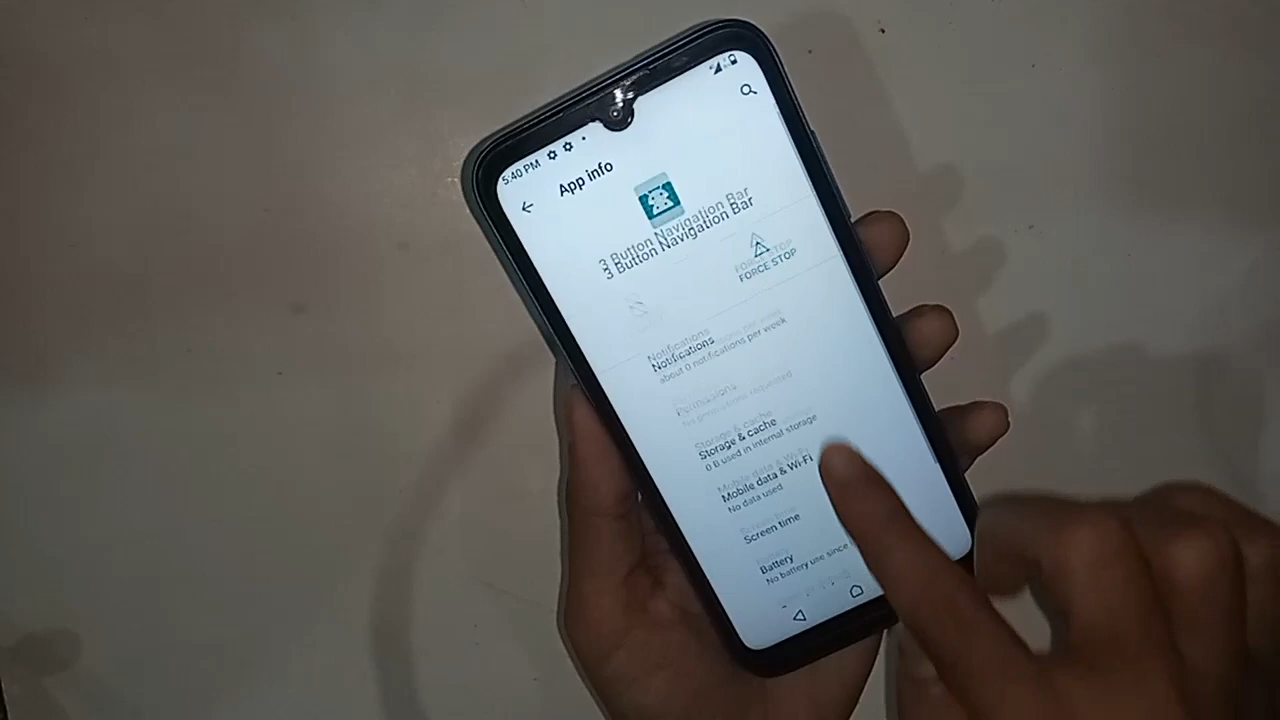 5:40 PM
App info
3 Button Navigation Bar
3 Button Navigation Bar
FORCE STOP
FORCE STOP
Notifications
Notifications
about 0 notifications per week
Permissions
No permissions requested
Storage & cache
Storage & cache
0 B used in internal storage
Mobile data & Wi-Fi
Mobile data & Wi-Fi
No data used
Screen time
Screen time
Battery
Battery
No battery use since